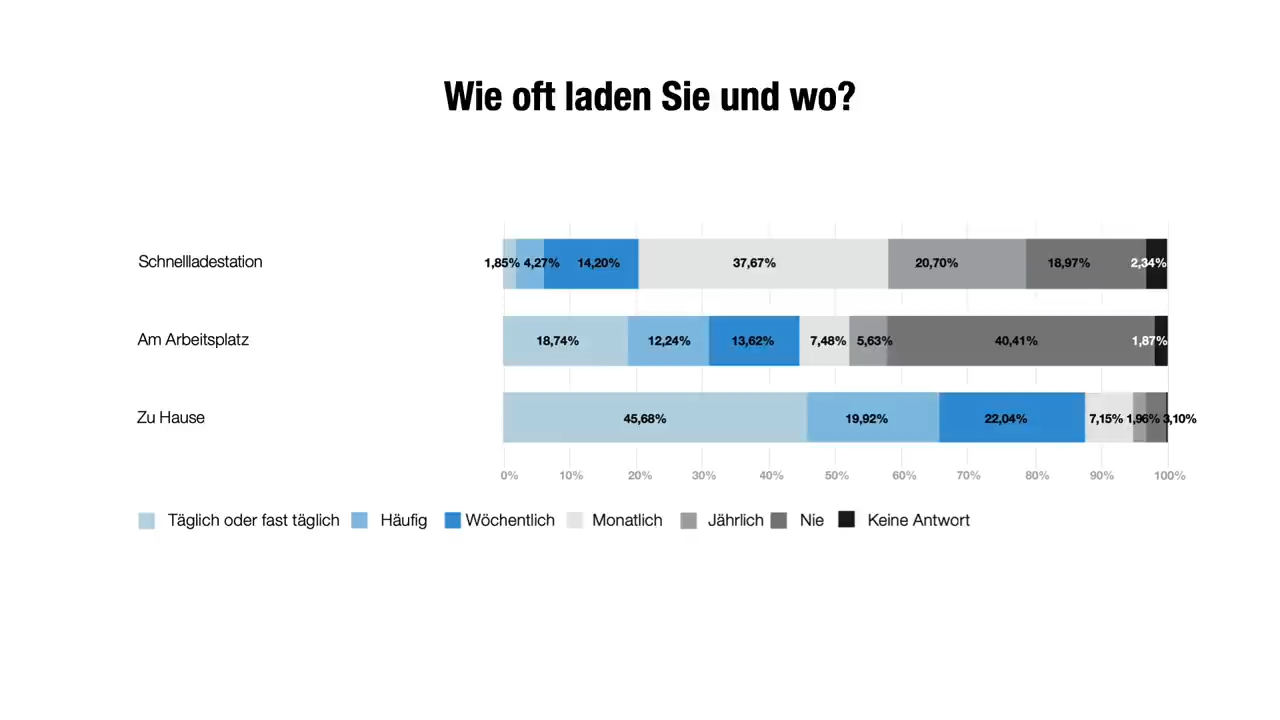 Wie oft laden Sie und wo?
Schnellladestation
1,85% 4,27% 14,20% 37,67% 20,70% 18,97% 2,34%
Am Arbeitsplatz
18,74% 12,24% 13,62% 7,48% 5,63% 40,41% 1,87%
Zu Hause
45,68% 19,92% 22,04% 7,15% 1,96% 3,10%
0% 10% 20% 30% 40% 50% 60% 70% 80% 90% 100%
Täglich oder fast täglich Häufig Wöchentlich Monatlich Jährlich Nie Keine Antwort